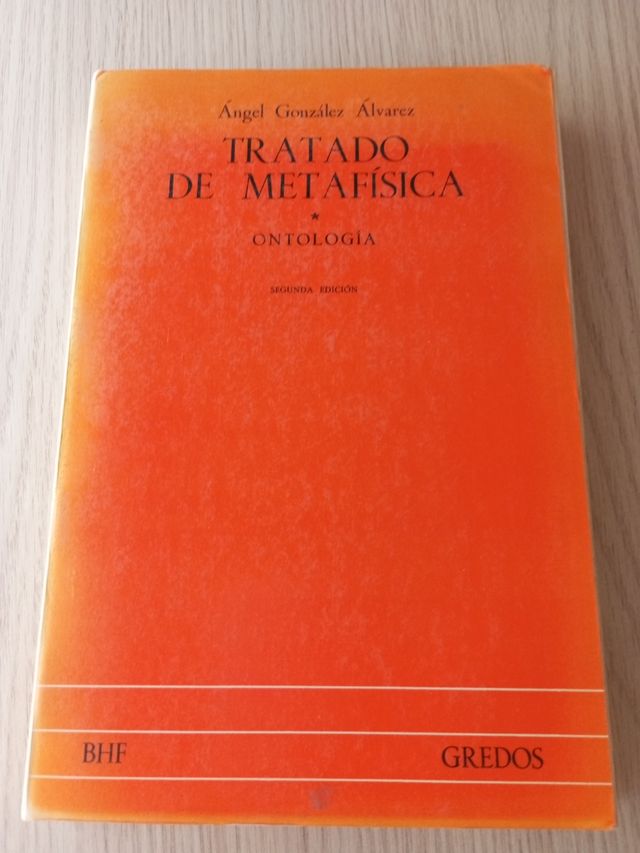 Ángel González Álvarez
TRATADO
DE METAFÍSICA
*
ONTOLOGÍA
SEGUNDA EDICIÓN
BHF GREDOS